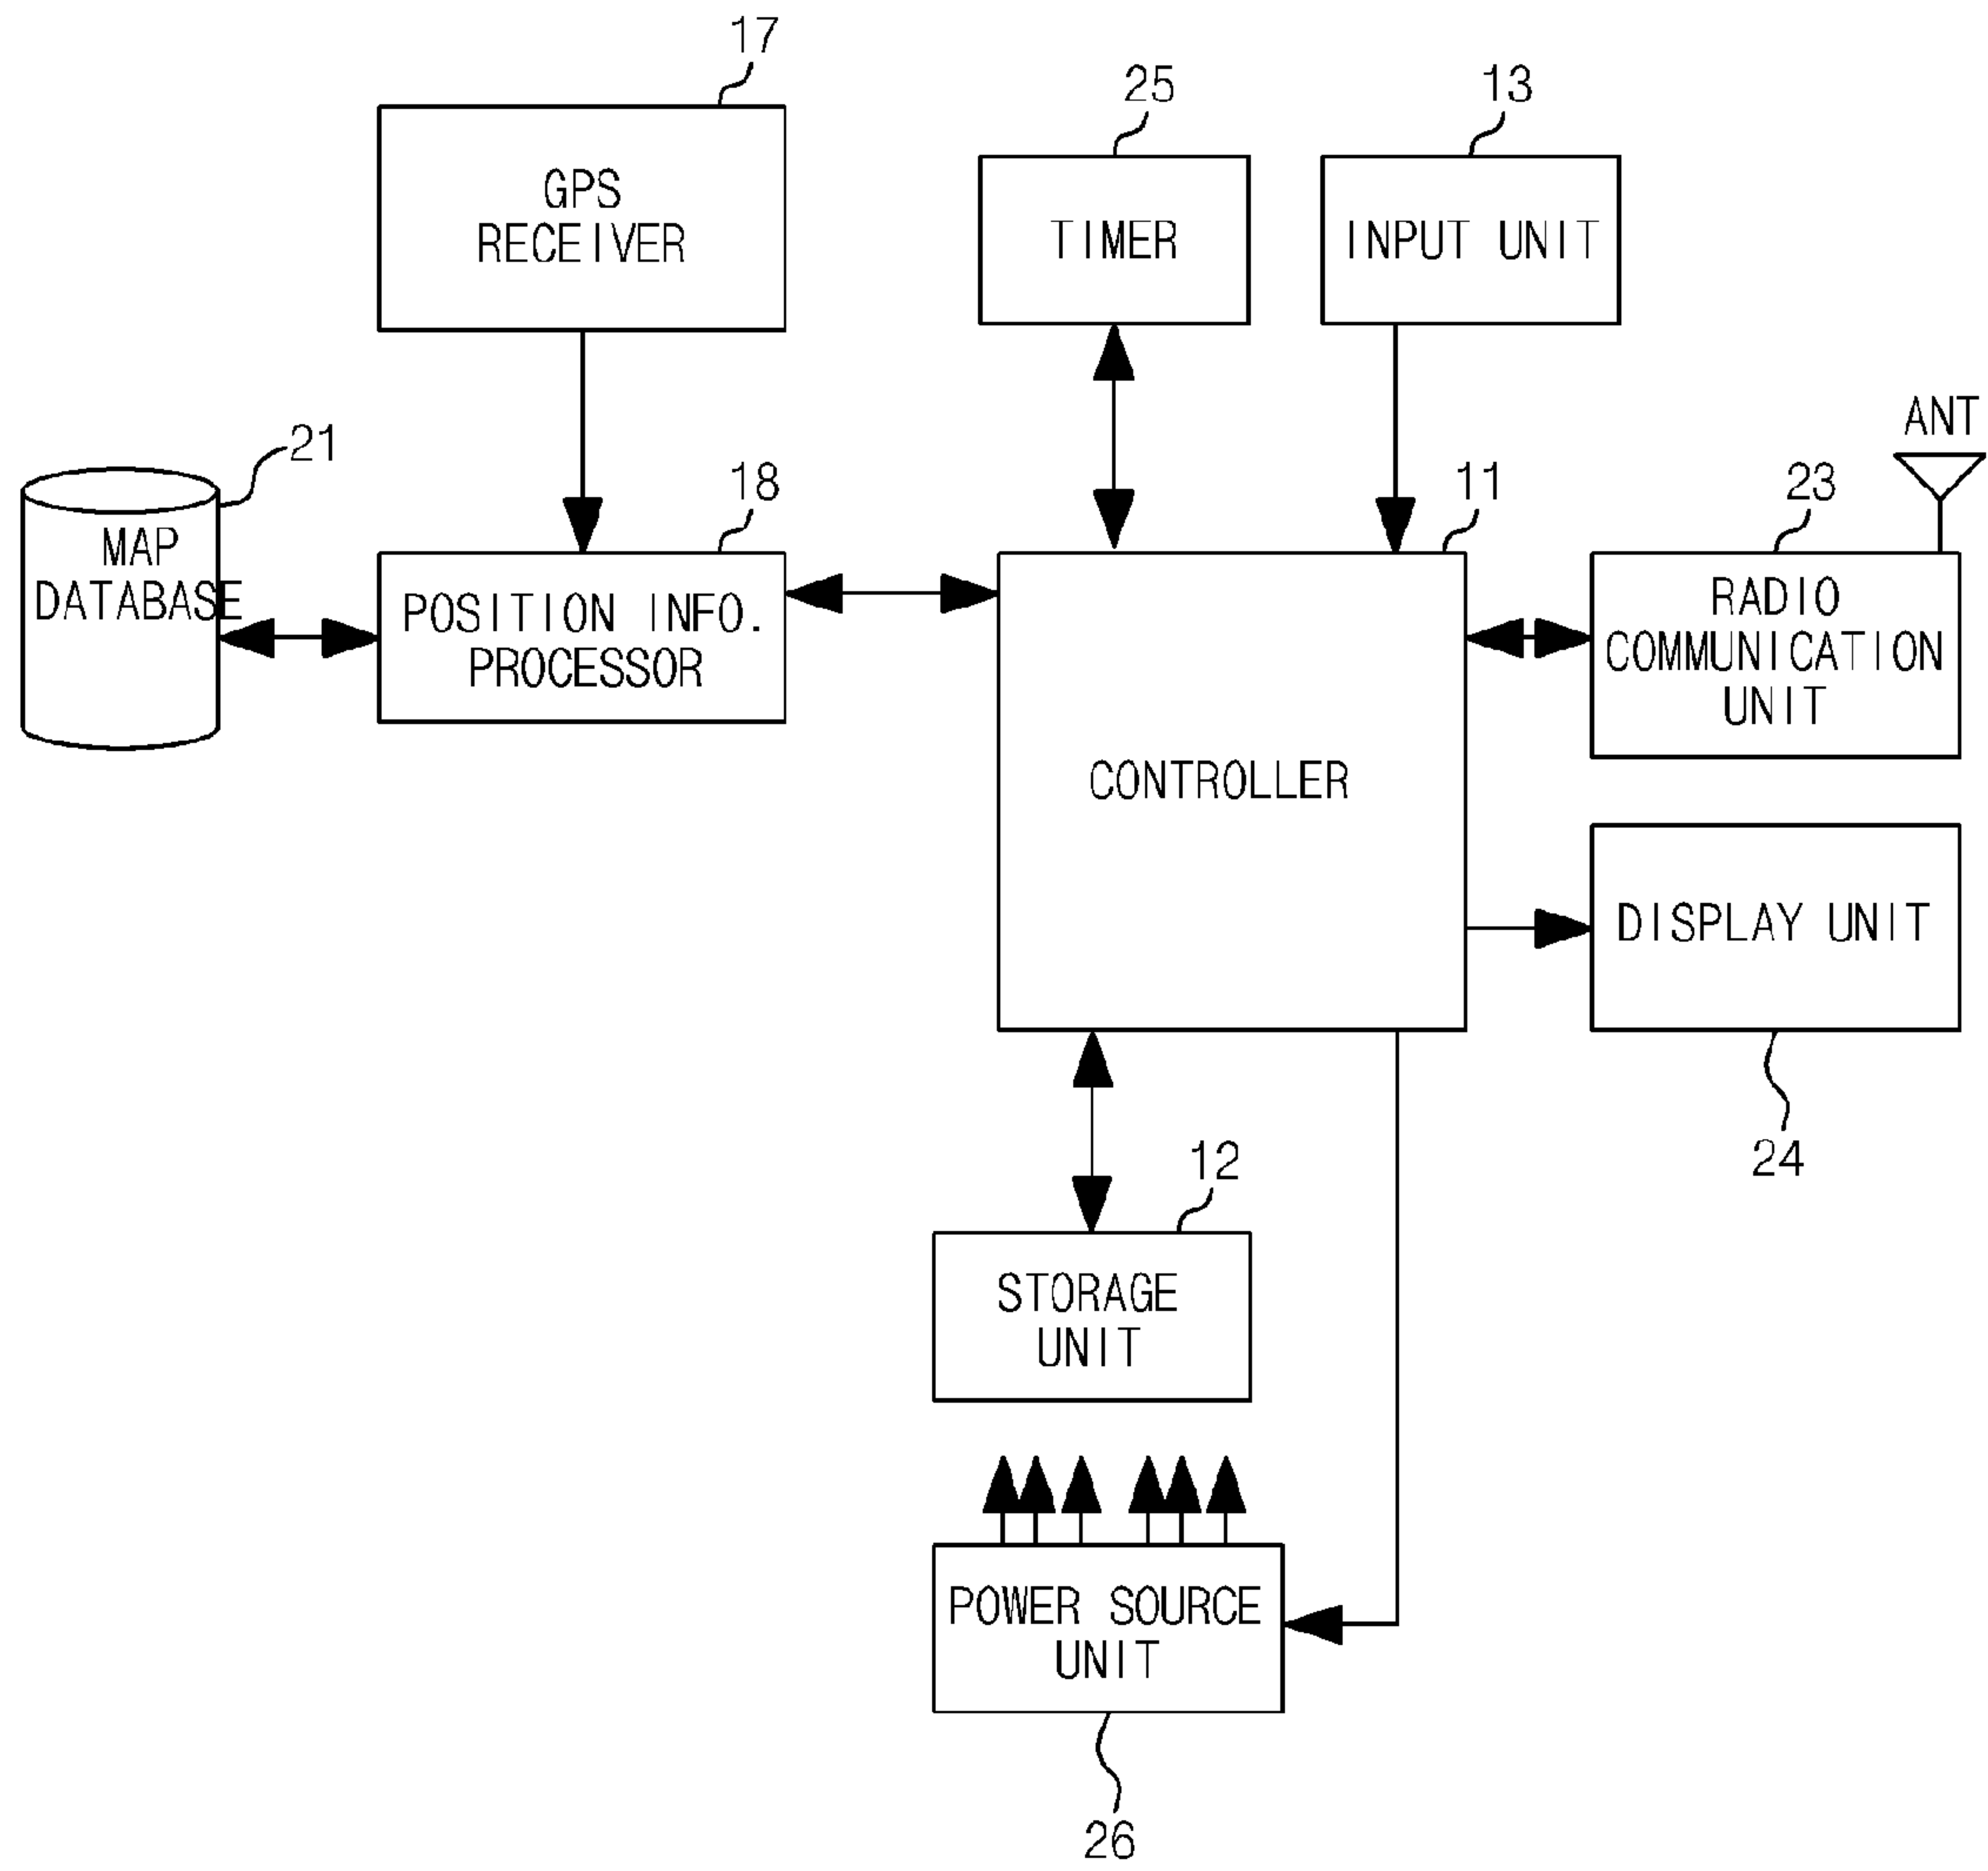 17
GPS
RECEIVER
25
TIMER
13
INPUT UNIT
ANT
21
MAP
DATABASE
18
POSITION INFO.
PROCESSOR
11
CONTROLLER
23
RADIO
COMMUNICATION
UNIT
DISPLAY UNIT
24
12
STORAGE
UNIT
POWER SOURCE
UNIT
26